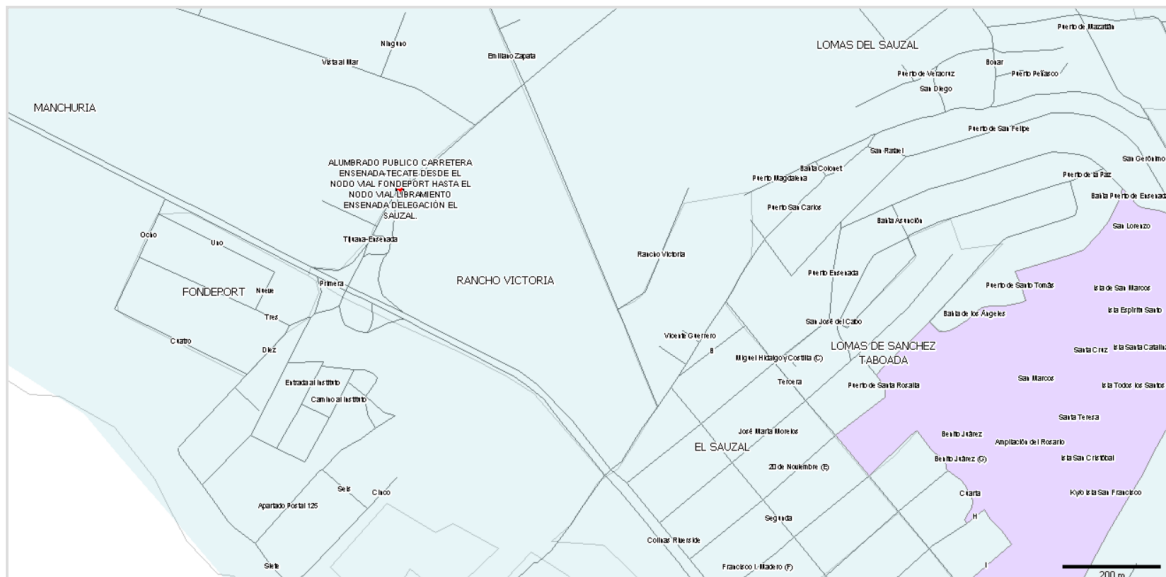 Puerto de Mazatlán
Ninguno
LOMAS DEL SAUZAL
Emiliano Zapata
Vista al Mar
Bonar
Puerto de Veracruz
Puerto Peñasco
San Diego
MANCHURIA
Puerto de San Felipe
San Rafael
San Gerónimo
ALUMBRADO PUBLICO CARRETERA
ENSENADA-TECATE DESDE EL
NODO VIAL FONDEPORT HASTA EL
NODO VIAL LIBRAMIENTO
ENSENADA DELEGACIÓN EL
SAUZAL.
Bahía Colonet
Puerto Magdalena
Puerto de la Paz
Bahía Puerto de Ensenada
Puerto San Carlos
Bahía Asunción
San Lorenzo
Ocho
Uno
Tijuana-Ensenada
Rancho Victoria
Puerto Ensenada
Primera
RANCHO VICTORIA
Puerto de Santo Tomás
Isla de San Marcos
FONDEPORT
Nueve
Isla Espíritu Santo
Bahía de los Ángeles
Tres
San José del Cabo
Vicente Guerrero
Cuatro
Diez
B
LOMAS DE SANCHEZ
TABOADA
Santa Cruz
Isla Santa Catalina
Miguel Hidalgo y Costilla (C)
Entrada al Instituto
Tercera
Puerto de Santa Rosalía
San Marcos
Isla Todos los Santos
Camino al Instituto
Santa Teresa
José María Morelos
Benito Juárez
Ampliación del Rosario
EL SAUZAL
Benito Juárez (G)
Isla San Cristóbal
20 de Noviembre (E)
Seis
Cinco
Cuarta
Kyto Isla San Francisco
Apartado Postal 125
Segunda
H
Colinas Riverside
Siete
Francisco I. Madero (F)
I
200 m